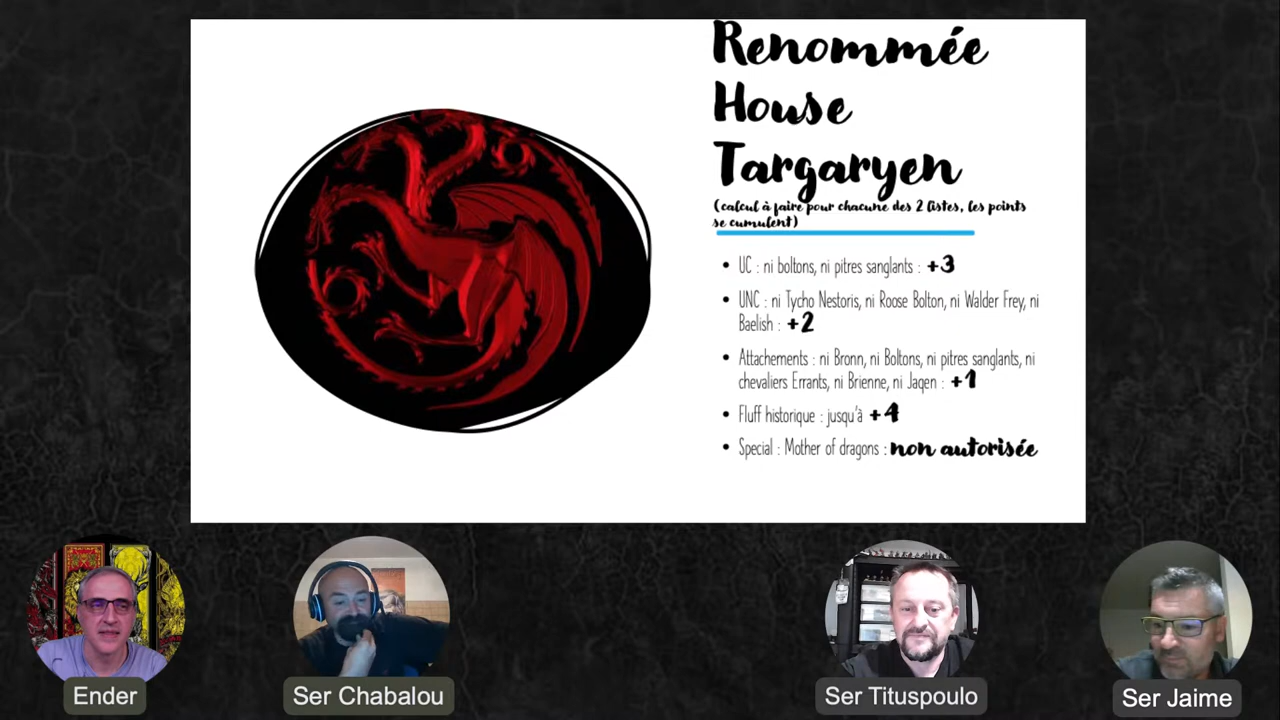 Renommée
House
Targaryen
(calcul à faire pour chacune des 2 listes, les points
se cumulent)
• UC : ni boltons, ni pitres sanglants : +3
• UNC : ni Tycho Nestoris, ni Roose Bolton, ni Walder Frey, ni
Baelish : +2
• Attachements : ni Bronn, ni Boltons, ni pitres sanglants, ni
chevaliers Errants, ni Brienne, ni Jaqen : +1
• Fluff historique : jusqu'à +4
• Special : Mother of dragons : non autorisée
Ender
Ser Chabalou
Ser Tituspoulo
Ser Jaime